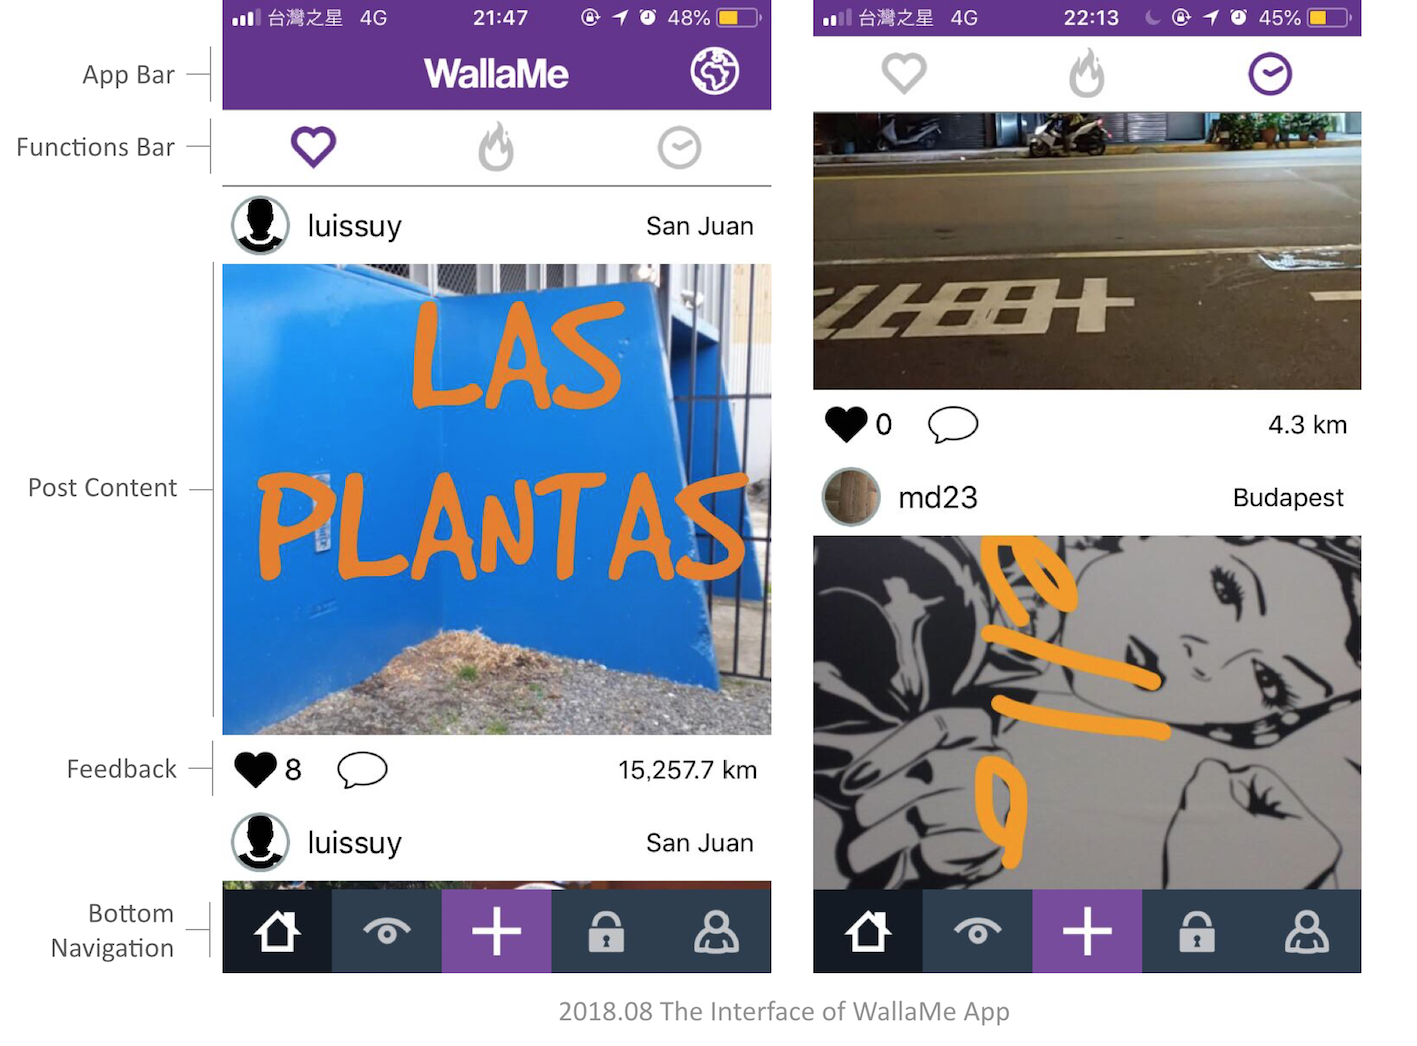 台灣之星 4G 21:47 48%
App Bar
WallaMe
Functions Bar
luissuy San Juan
LAS
PLANTAS
Post Content
Feedback
8 15,257.7 km
luissuy San Juan
Bottom
Navigation
台灣之星 4G 22:13 45%
0 4.3 km
md23 Budapest
2018.08 The Interface of WallaMe App